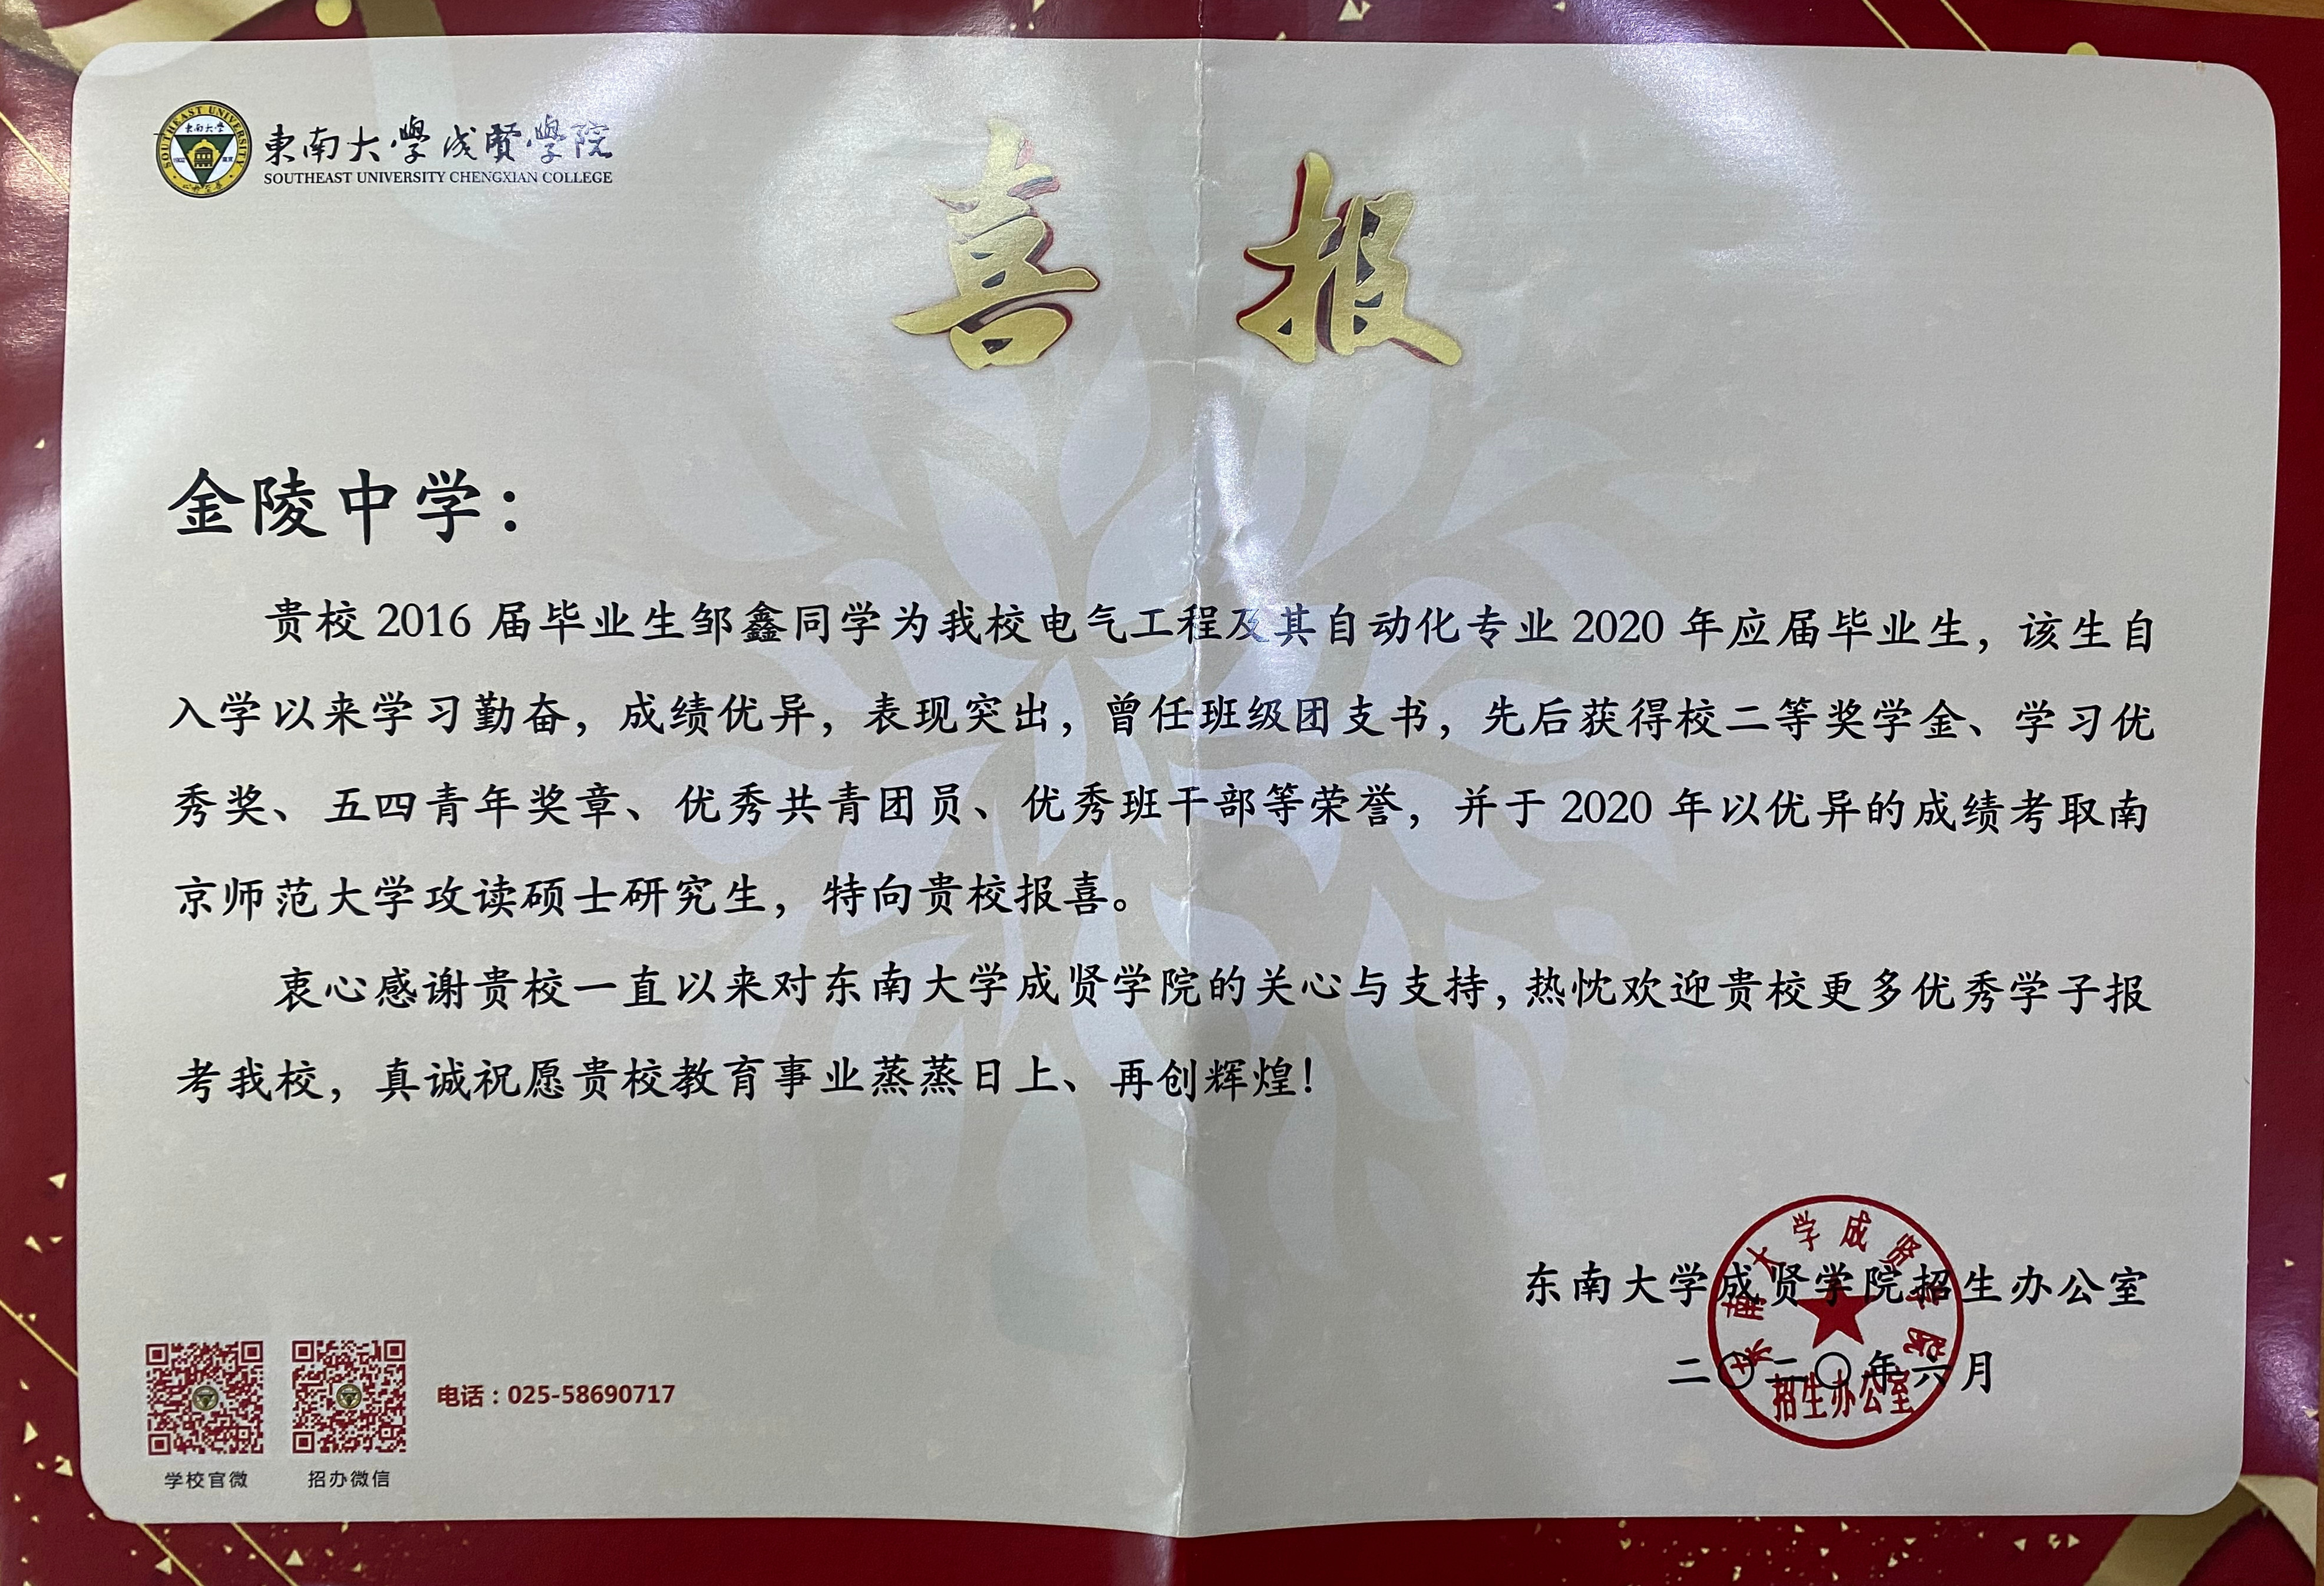 東南大學成賢學院
SOUTHEAST UNIVERSITY CHENGXIAN COLLEGE
喜报
金陵中学：
贵校2016届毕业生邹鑫同学为我校电气工程及其自动化专业2020年应届毕业生，该生自
入学以来学习勤奋，成绩优异，表现突出，曾任班级团支书，先后获得校二等奖学金、学习优
秀奖、五四青年奖章、优秀共青团员、优秀班干部等荣誉，并于2020年以优异的成绩考取南
京师范大学攻读硕士研究生，特向贵校报喜。
衷心感谢贵校一直以来对东南大学成贤学院的关心与支持，热忱欢迎贵校更多优秀学子报
考我校，真诚祝愿贵校教育事业蒸蒸日上、再创辉煌！
东南大学成贤学院招生办公室
二〇二〇年六月
东南大学成贤学院
招生办公室
电话：025-58690717
学校官微
招办微信
SOUTHEAST UNIVERSITY
東南大學
1902
南京